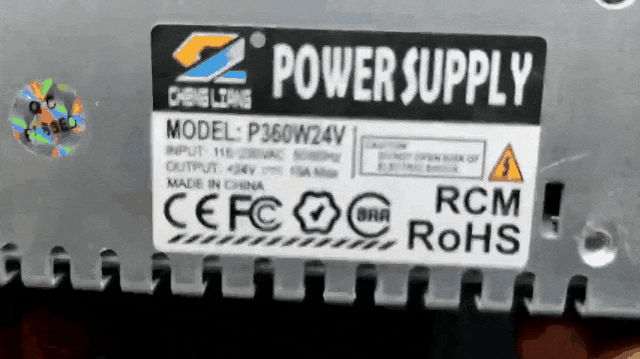 POWER SUPPLY
CHENG LIANG
MODEL: P360W24V
INPUT: 115/230VAC 50/60HZ
OUTPUT: +24V 15A Max
CAUTION
DO NOT OPEN RISK OF
ELECTRIC SHOCK
MADE IN CHINA
CE FC
RCM
RoHS
QC